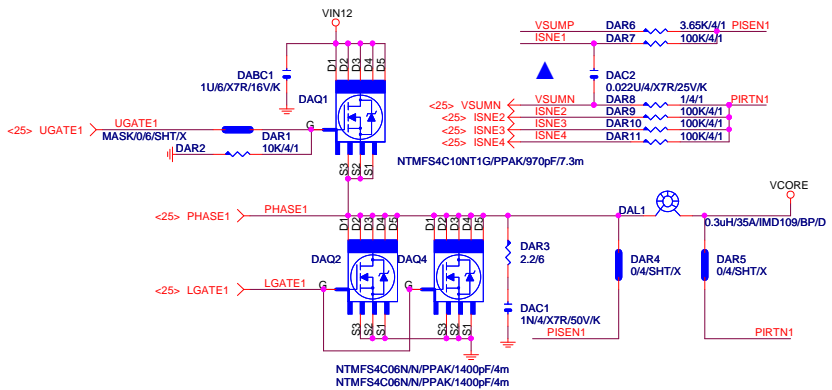 VIN12
VSUMP DAR6 3.65K/4/1 PISEN1
ISNE1 DAR7 100K/4/1
D1 D2 D3 D4 D5
DABC1
1U/6/X7R/16V/K
DAC2
0.022U/4/X7R/25V/K
DAQ1
<25> VSUMN VSUMN DAR8 1/4/1 PIRTN1
<25> ISNE2 ISNE2 DAR9 100K/4/1
<25> ISNE3 ISNE3 DAR10 100K/4/1
<25> ISNE4 ISNE4 DAR11 100K/4/1
<25> UGATE1 UGATE1 G
MASK/0/6/SHT/X DAR1
DAR2 10K/4/1
S3 S2 S1
NTMFS4C10NT1G/PPAK/970pF/7.3m
VCORE
<25> PHASE1 PHASE1 DAL1
0.3uH/35A/IMD109/BP/D
D1 D2 D3 D4 D5 D1 D2 D3 D4 D5
DAQ2 DAQ4
DAR3
2.2/6
DAR4
0/4/SHT/X
DAR5
0/4/SHT/X
<25> LGATE1 LGATE1 G G
DAC1
1N/4/X7R/50V/K
S3 S2 S1 S3 S2 S1
PISEN1 PIRTN1
NTMFS4C06N/N/PPAK/1400pF/4m
NTMFS4C06N/N/PPAK/1400pF/4m